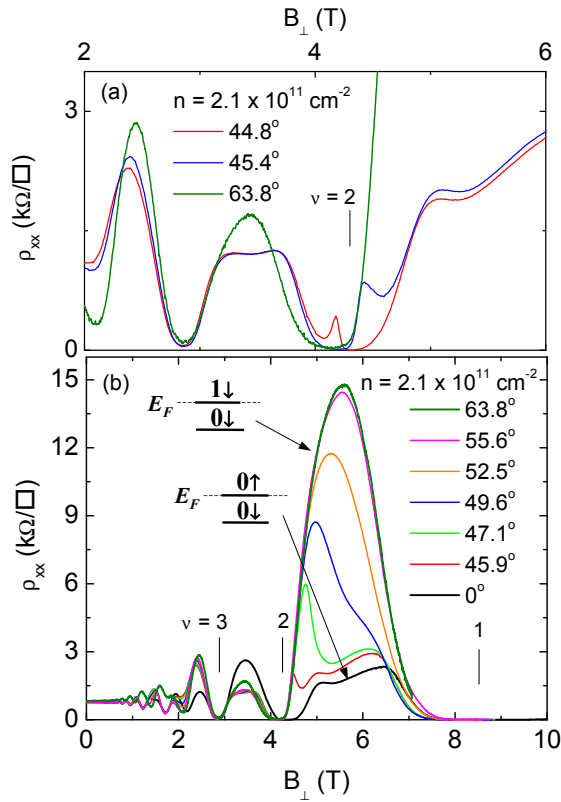 B⊥ (T)
2 4 6
(a)
n = 2.1 x 10¹¹ cm⁻²
44.8°
45.4°
63.8°
ν = 2
3
0
ρxx (kΩ/□)
(b)
n = 2.1 x 10¹¹ cm⁻²
63.8°
55.6°
52.5°
49.6°
47.1°
45.9°
0°
1↓
EF
0↓
0↑
EF
0↓
ν = 3
2
1
15
12
9
6
3
0
ρxx (kΩ/□)
0 2 4 6 8 10
B⊥ (T)